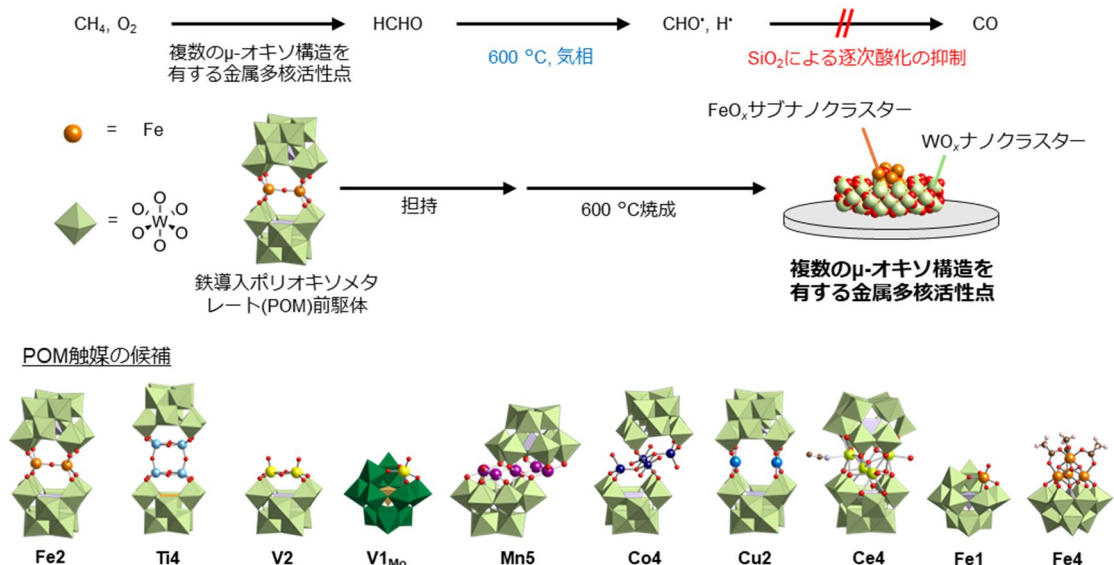 CH₄, O₂
HCHO
CHO•, H•
CO
複数のμ-オキソ構造を
有する金属多核活性点
600 °C, 気相
SiO₂による逐次酸化の抑制
FeOₓサブナノクラスター
WOₓナノクラスター
= Fe
=
O O O
W
O O O
鉄導入ポリオキソメタ
レート(POM)前駆体
担持
600 °C焼成
複数のμ-オキソ構造を
有する金属多核活性点
POM触媒の候補
Fe2 Ti4 V2 V1Mo Mn5 Co4 Cu2 Ce4 Fe1 Fe4